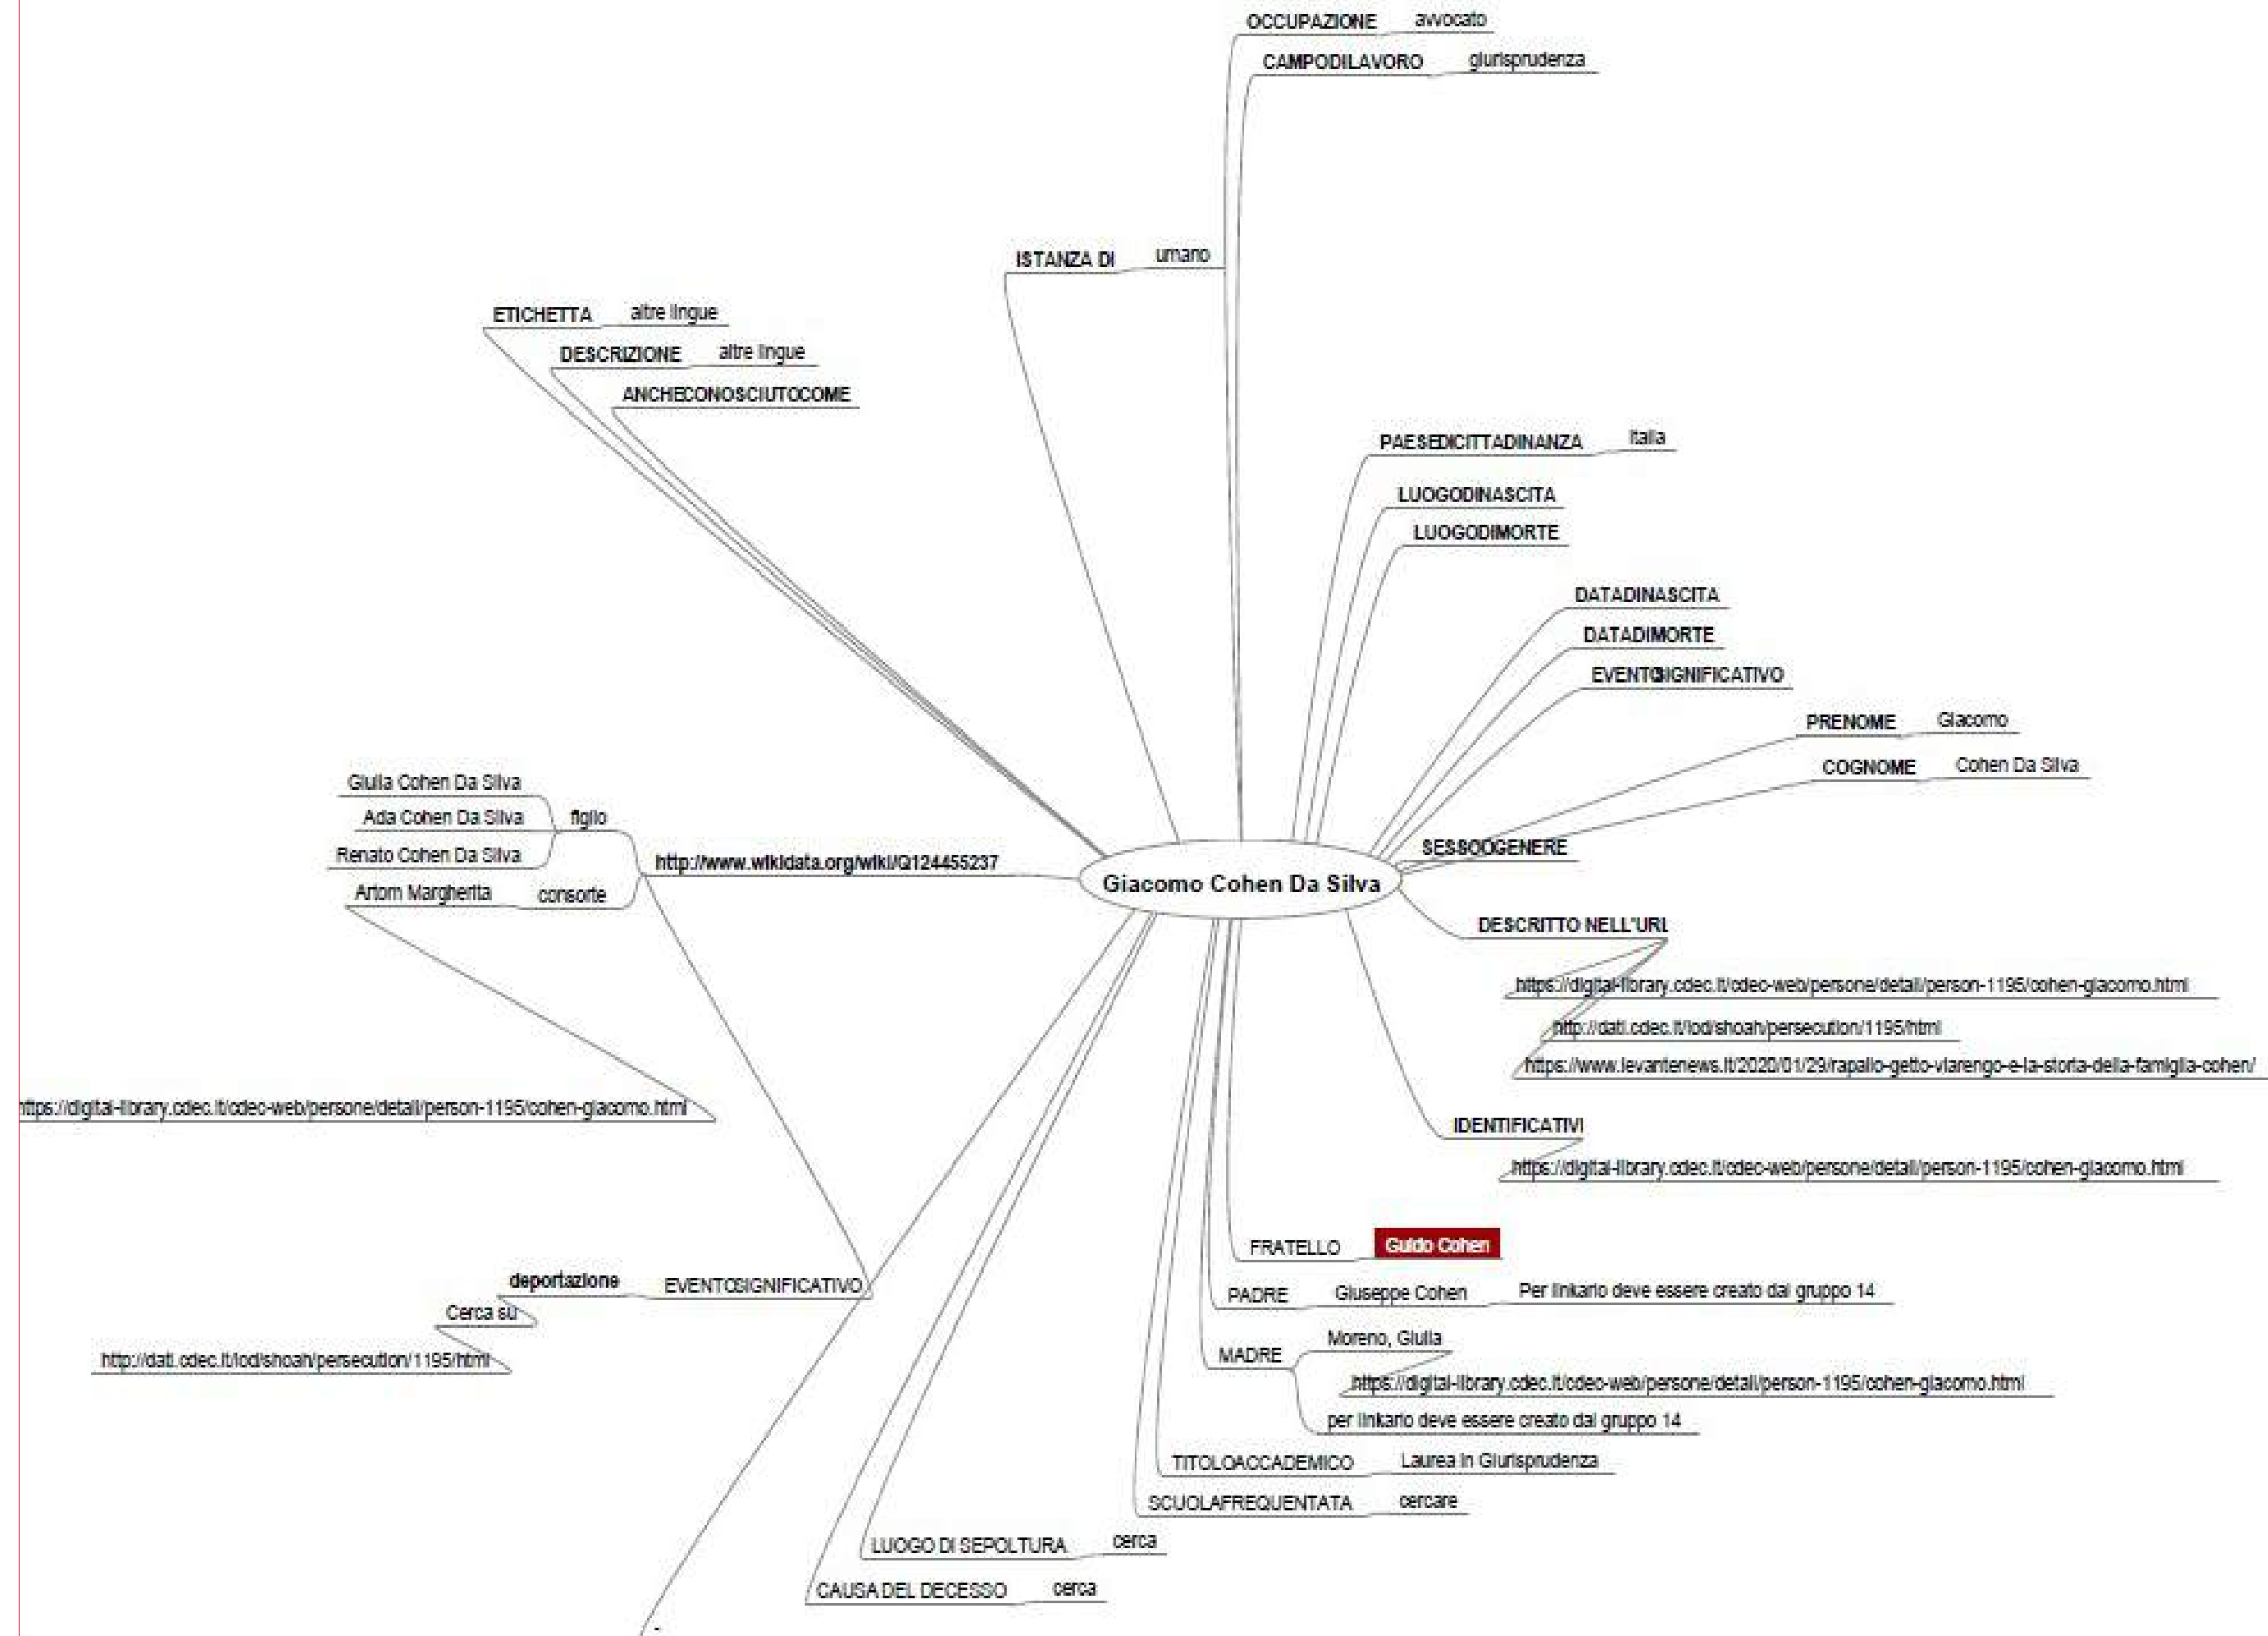 OCCUPAZIONE avvocato
CAMPODILAVORO giurisprudenza
ISTANZA DI umano
ETICHETTA altre lingue
DESCRIZIONE altre lingue
ANCHECONOSCIUTOCOME
PAESEDICITTADINANZA Italia
LUOGODINASCITA
LUOGODIMORTE
DATADINASCITA
DATADIMORTE
EVENTOSIGNIFICATIVO
PRENOME Giacomo
COGNOME Cohen Da Silva
SESSOOGENERE
Giulia Cohen Da Silva
Ada Cohen Da Silva
figlio
Renato Cohen Da Silva
Artom Margherita
consorte
http://www.wikidata.org/wiki/Q124455237
Giacomo Cohen Da Silva
DESCRITTO NELL'URL
https://digital-library.cdec.it/cdec-web/persone/detail/person-1195/cohen-giacomo.html
http://dati.cdec.it/lod/shoah/persecution/1195/html
https://www.levantenews.it/2020/01/29/rapallo-getto-viarengo-e-la-storia-della-famiglia-cohen/
https://digital-library.cdec.it/cdec-web/persone/detail/person-1195/cohen-giacomo.html
IDENTIFICATIVI
https://digital-library.cdec.it/cdec-web/persone/detail/person-1195/cohen-giacomo.html
FRATELLO Guido Cohen
deportazione EVENTOSIGNIFICATIVO
Cerca su
http://dati.cdec.it/lod/shoah/persecution/1195/html
PADRE Giuseppe Cohen Per linkarlo deve essere creato dal gruppo 14
MADRE
Moreno, Giulia
https://digital-library.cdec.it/cdec-web/persone/detail/person-1195/cohen-giacomo.html
per linkarlo deve essere creato dal gruppo 14
TITOLOACCADEMICO Laurea in Giurisprudenza
SCUOLAFREQUENTATA cercare
LUOGO DI SEPOLTURA cerca
CAUSA DEL DECESSO cerca